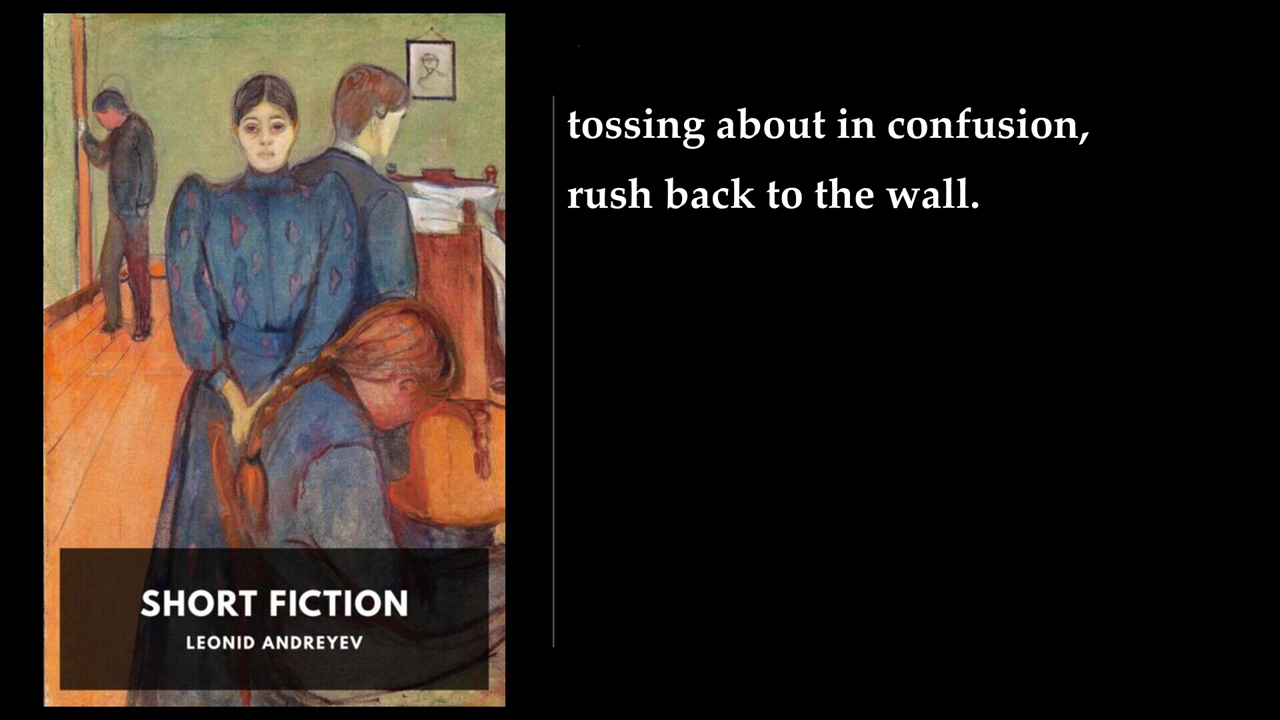 tossing about in confusion,
rush back to the wall.
SHORT FICTION
LEONID ANDREYEV